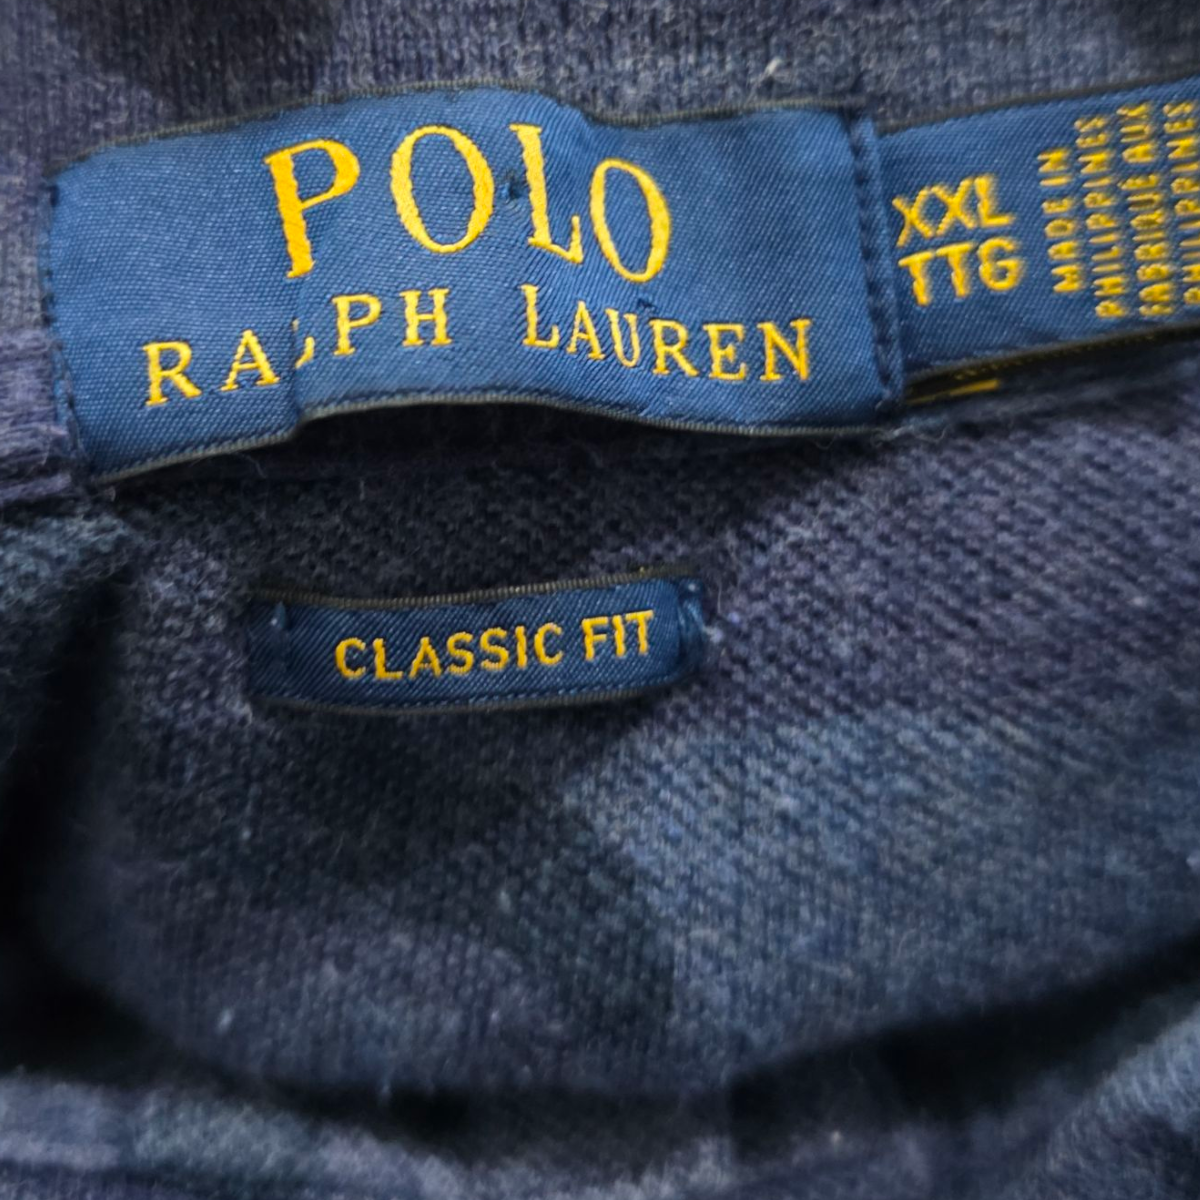 POLO
RALPH LAUREN
XXL
TTG
MADE IN
PHILIPPINES
FABRIQUÉ AUX
PHILIPPINES
CLASSIC FIT